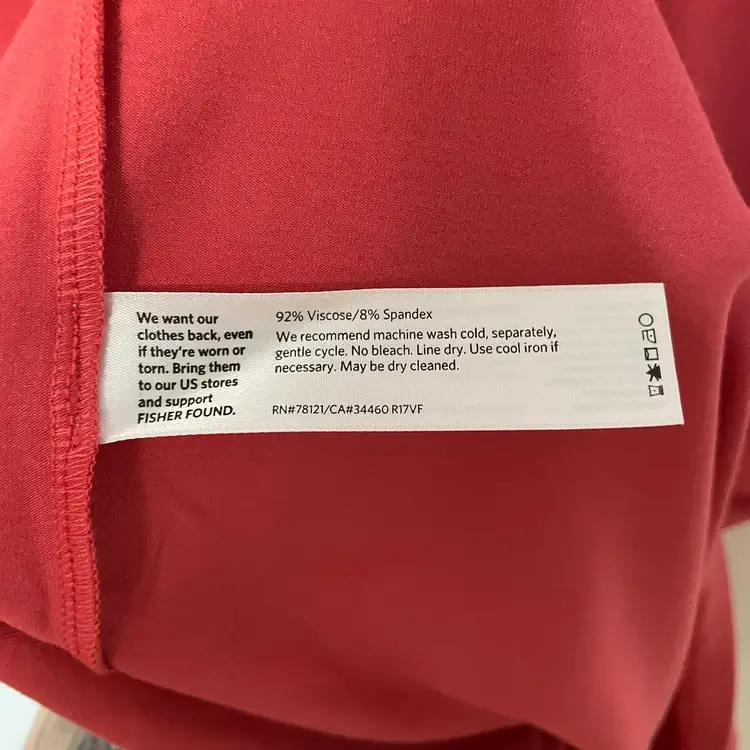 We want our
clothes back, even
if they're worn or
torn. Bring them
to our US stores
and support
FISHER FOUND.
92% Viscose/8% Spandex
We recommend machine wash cold, separately,
gentle cycle. No bleach. Line dry. Use cool iron if
necessary. May be dry cleaned.
RN#78121/CA#34460 R17VF